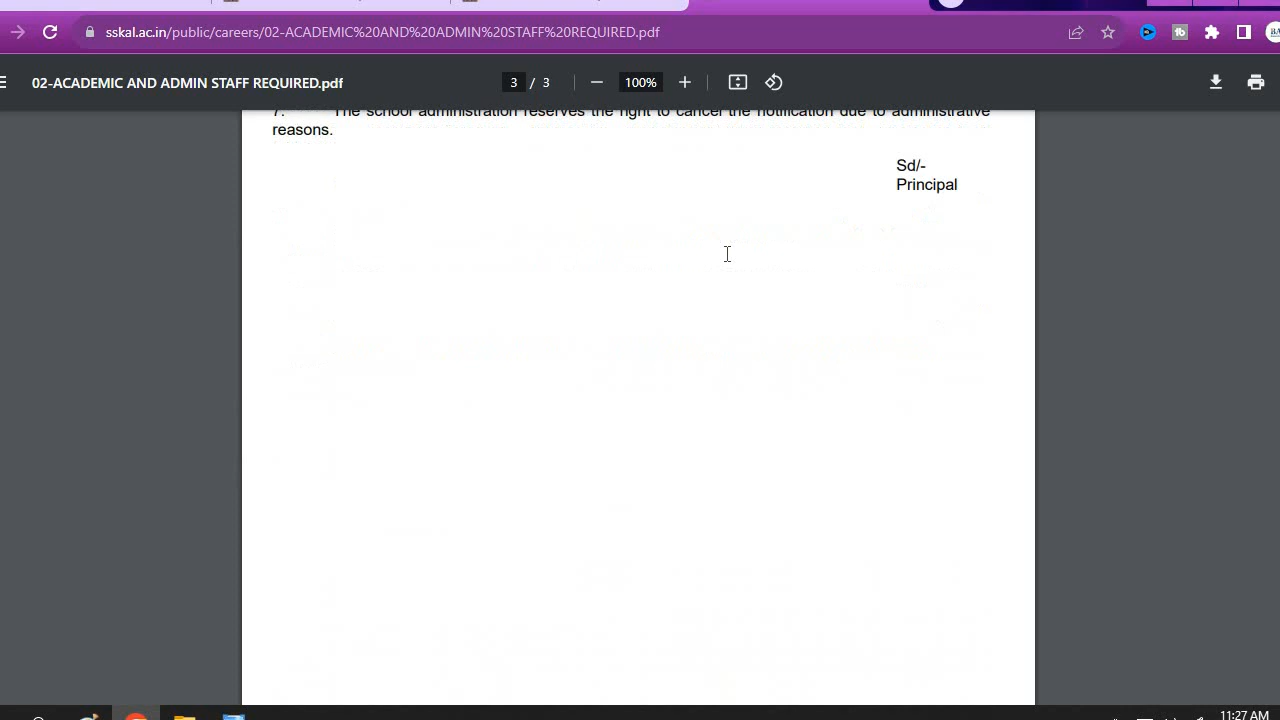 sskal.ac.in/public/careers/02-ACADEMIC%20AND%20ADMIN%20STAFF%20REQUIRED.pdf
02-ACADEMIC AND ADMIN STAFF REQUIRED.pdf
3 / 3
100%
7. The school administration reserves the right to cancel the notification due to administrative
reasons.
Sd/-
Principal
11:27 AM